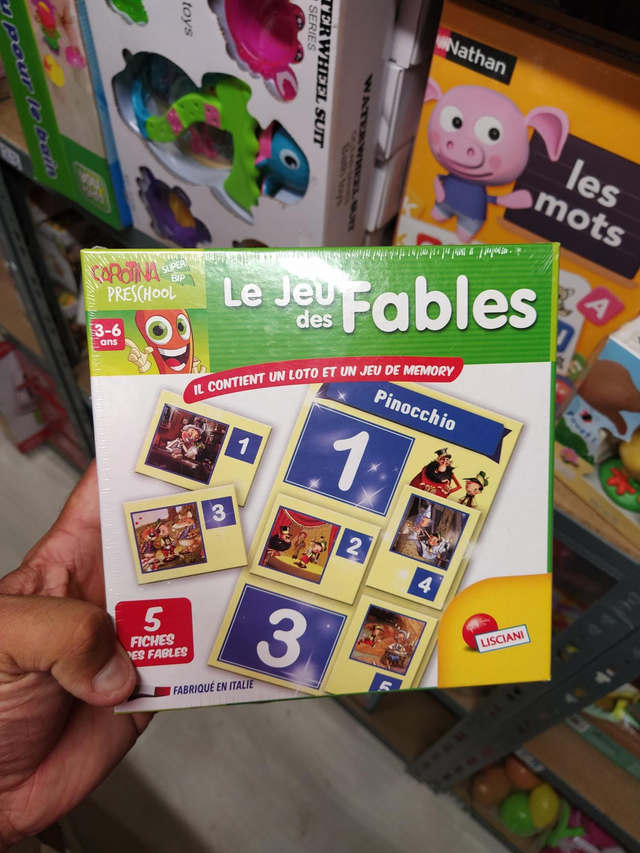 u pour le bain
toys
WATERWHEEL SUIT
SERIES
WATERWHEEL SUIT
Nathan
les
mots
A
CAROTINA
SUPER
BIP
PRESCHOOL
3-6
ans
Le Jeu
des Fables
IL CONTIENT UN LOTO ET UN JEU DE MEMORY
Pinocchio
1
1
3
2
4
3
5
FICHES
DES FABLES
LISCIANI
FABRIQUÉ EN ITALIE